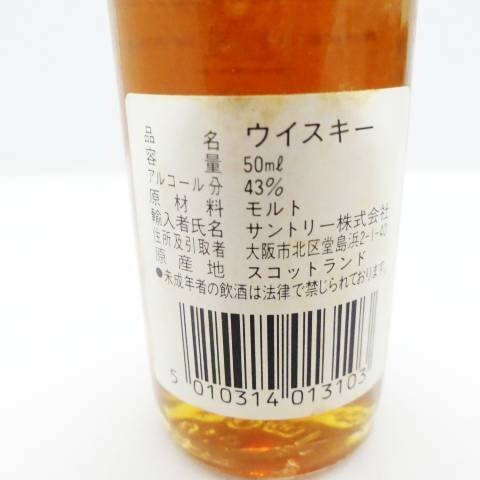 品名 ウイスキー
容量 50mℓ
アルコール分 43%
原材料 モルト
輸入者氏名 サントリー株式会社
住所及引取者 大阪市北区堂島浜2-1-40
原産地 スコットランド
●未成年者の飲酒は法律で禁じられております。
5 010314 013103